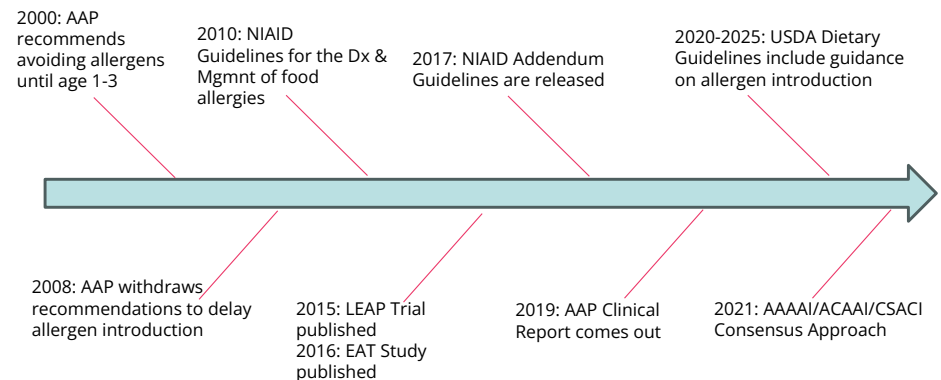 2000: AAP
recommends
avoiding allergens
until age 1-3
2010: NIAID
Guidelines for the Dx &
Mgmnt of food
allergies
2017: NIAID Addendum
Guidelines are released
2020-2025: USDA Dietary
Guidelines include guidance
on allergen introduction
2008: AAP withdraws
recommendations to delay
allergen introduction
2015: LEAP Trial
published
2016: EAT Study
published
2019: AAP Clinical
Report comes out
2021: AAAAI/ACAAI/CSACI
Consensus Approach